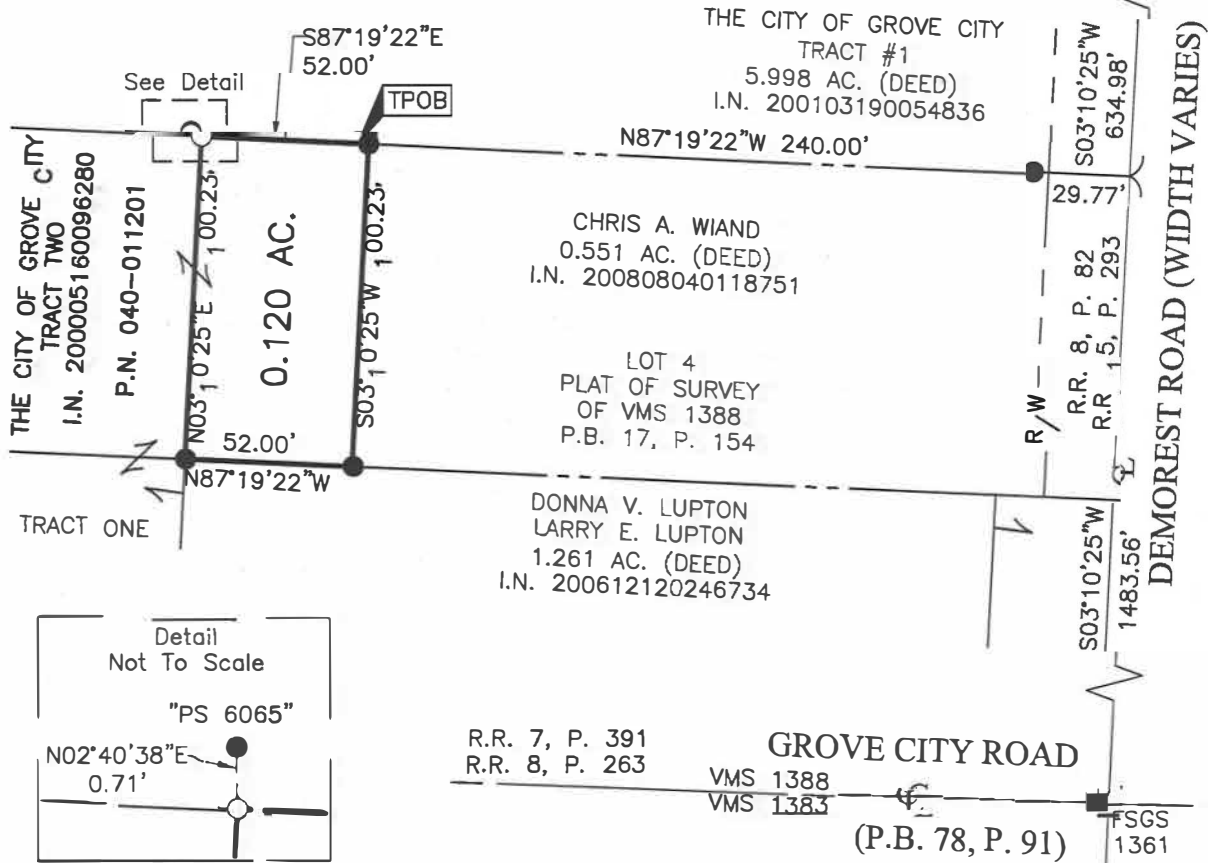 S87°19'22"E
52.00'
See Detail
TPOB
THE CITY OF GROVE CITY
TRACT #1
5.998 AC. (DEED)
I.N. 200103190054836
N87°19'22"W 240.00'
S03°10'25"W
634.98'
29.77'
DEMOREST ROAD (WIDTH VARIES)
THE CITY OF GROVE CITY
TRACT TWO
I.N. 200005160096280
P.N. 040-011201
N03°10'25"E 100.23'
0.120 AC.
S03°10'25"W 100.23'
CHRIS A. WIAND
0.551 AC. (DEED)
I.N. 200808040118751
LOT 4
PLAT OF SURVEY
OF VMS 1388
P.B. 17, P. 154
R/W
R.R. 8, P. 82
R.R 15, P. 293
℄
52.00'
N87°19'22"W
TRACT ONE
DONNA V. LUPTON
LARRY E. LUPTON
1.261 AC. (DEED)
I.N. 200612120246734
S03°10'25"W
1483.56'
Detail
Not To Scale
"PS 6065"
N02°40'38"E
0.71'
R.R. 7, P. 391
R.R. 8, P. 263
GROVE CITY ROAD
VMS 1388
VMS 1383
℄
(P.B. 78, P. 91)
FSGS
1361